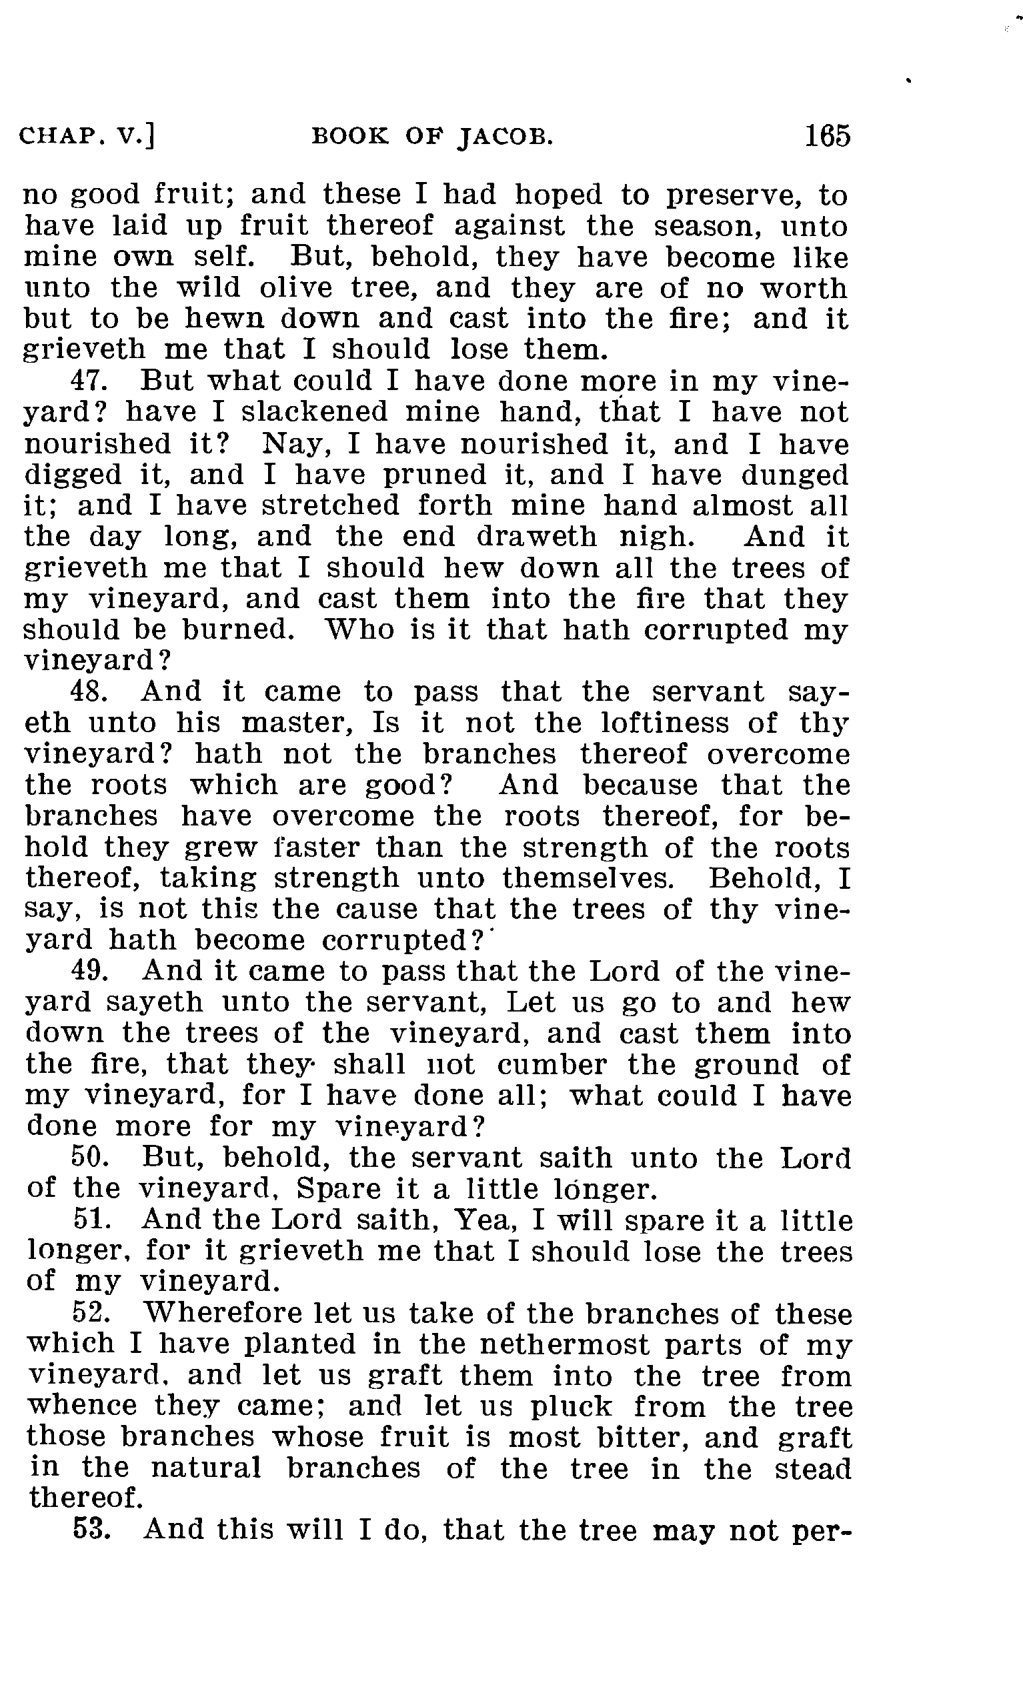 CHAP. V.] BOOK OF JACOB. 165
no good fruit; and these I had hoped to preserve, to
have laid up fruit thereof against the season, unto
mine own self. But, behold, they have become like
unto the wild olive tree, and they are of no worth
but to be hewn down and cast into the fire; and it
grieveth me that I should lose them.
47. But what could I have done more in my vine-
yard? have I slackened mine hand, that I have not
nourished it? Nay, I have nourished it, and I have
digged it, and I have pruned it, and I have dunged
it; and I have stretched forth mine hand almost all
the day long, and the end draweth nigh. And it
grieveth me that I should hew down all the trees of
my vineyard, and cast them into the fire that they
should be burned. Who is it that hath corrupted my
vineyard?
48. And it came to pass that the servant say-
eth unto his master, Is it not the loftiness of thy
vineyard? hath not the branches thereof overcome
the roots which are good? And because that the
branches have overcome the roots thereof, for be-
hold they grew faster than the strength of the roots
thereof, taking strength unto themselves. Behold, I
say, is not this the cause that the trees of thy vine-
yard hath become corrupted?
49. And it came to pass that the Lord of the vine-
yard sayeth unto the servant, Let us go to and hew
down the trees of the vineyard, and cast them into
the fire, that they shall not cumber the ground of
my vineyard, for I have done all; what could I have
done more for my vineyard?
50. But, behold, the servant saith unto the Lord
of the vineyard, Spare it a little longer.
51. And the Lord saith, Yea, I will spare it a little
longer, for it grieveth me that I should lose the trees
of my vineyard.
52. Wherefore let us take of the branches of these
which I have planted in the nethermost parts of my
vineyard, and let us graft them into the tree from
whence they came; and let us pluck from the tree
those branches whose fruit is most bitter, and graft
in the natural branches of the tree in the stead
thereof.
53. And this will I do, that the tree may not per-